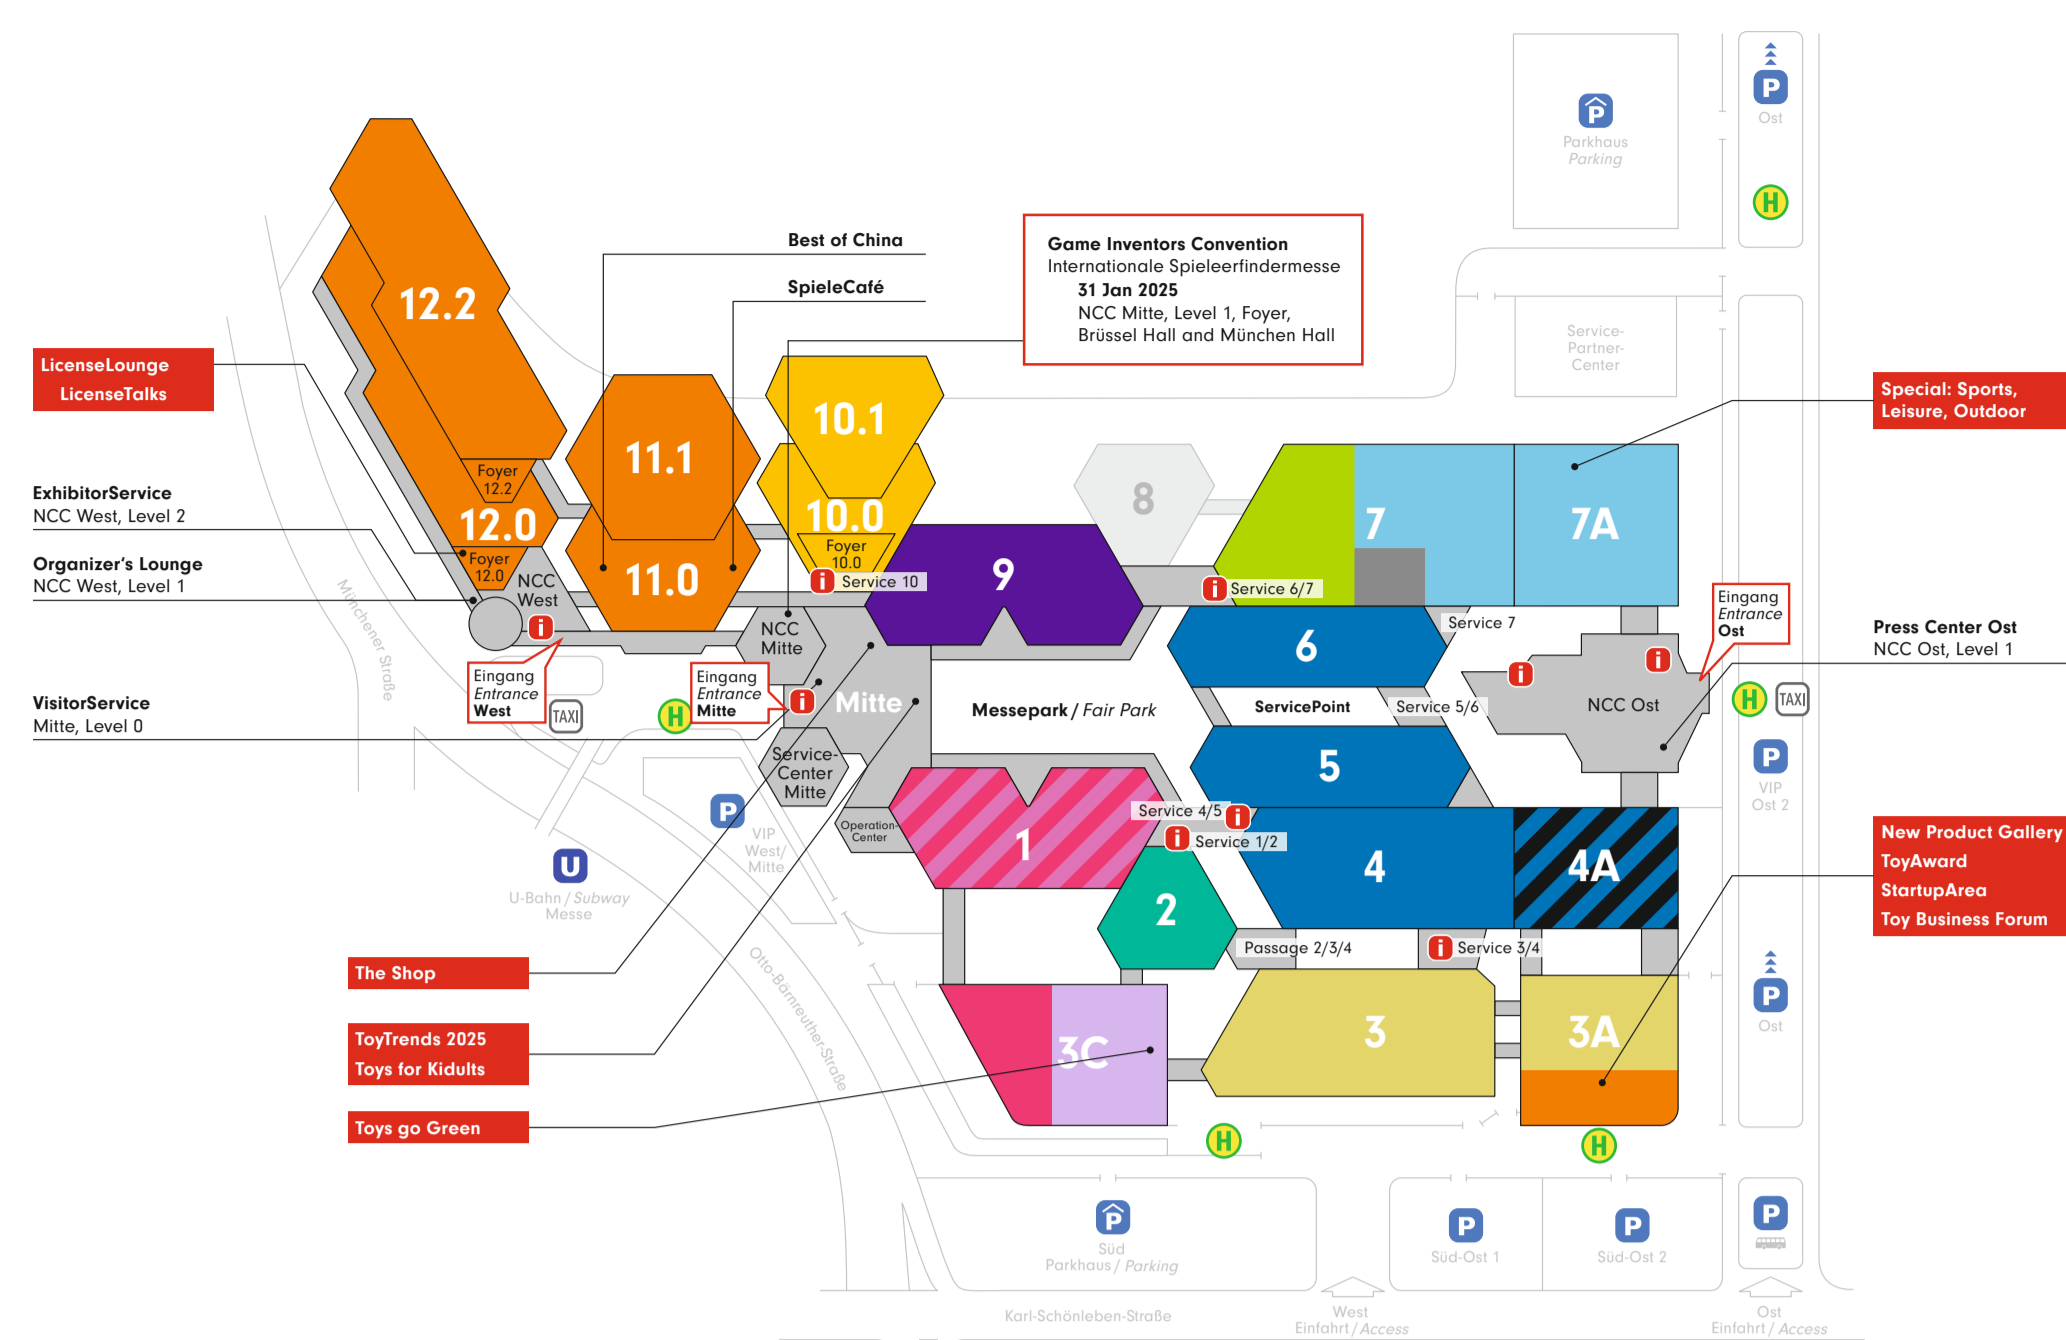 P
Ost
P
Parkhaus
Parking
H
Best of China
SpieleCafé
Game Inventors Convention
Internationale Spieleerfindermesse
31 Jan 2025
NCC Mitte, Level 1, Foyer,
Brüssel Hall and München Hall
12.2
Service-
Partner-
Center
LicenseLounge
LicenseTalks
Special: Sports,
Leisure, Outdoor
10.1
11.1
Foyer
12.2
ExhibitorService
NCC West, Level 2
8
12.0
10.0
7
7A
Foyer
10.0
Foyer
12.0
Organizer's Lounge
NCC West, Level 1
NCC
West
11.0
i
Service 10
9
i
Service 6/7
Münchener Straße
i
NCC
Mitte
6
Service 7
Eingang
Entrance
Ost
Press Center Ost
NCC Ost, Level 1
i
i
Eingang
Entrance
West
Eingang
Entrance
Mitte
i
Mitte
VisitorService
Mitte, Level 0
TAXI
H
Messepark / Fair Park
ServicePoint
Service 5/6
NCC Ost
H
TAXI
Service-
Center
Mitte
5
P
VIP
Ost 2
P
VIP
West/
Mitte
Operation-
Center
1
Service 4/5
i
i
Service 1/2
4
4A
New Product Gallery
ToyAward
StartupArea
Toy Business Forum
U
U-Bahn / Subway
Messe
2
Passage 2/3/4
i
Service 3/4
Otto-Bärnreuther-Straße
The Shop
P
Ost
ToyTrends 2025
Toys for Kidults
3C
3
3A
Toys go Green
H
H
P
Süd
Parkhaus / Parking
P
Süd-Ost 1
P
Süd-Ost 2
P
Karl-Schönleben-Straße
West
Einfahrt / Access
Ost
Einfahrt / Access